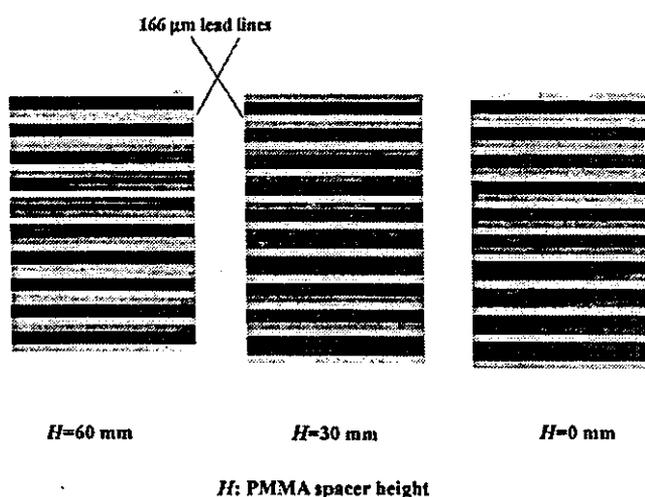 166 μm lead lines
H=60 mm
H=30 mm
H=0 mm
H: PMMA spacer height